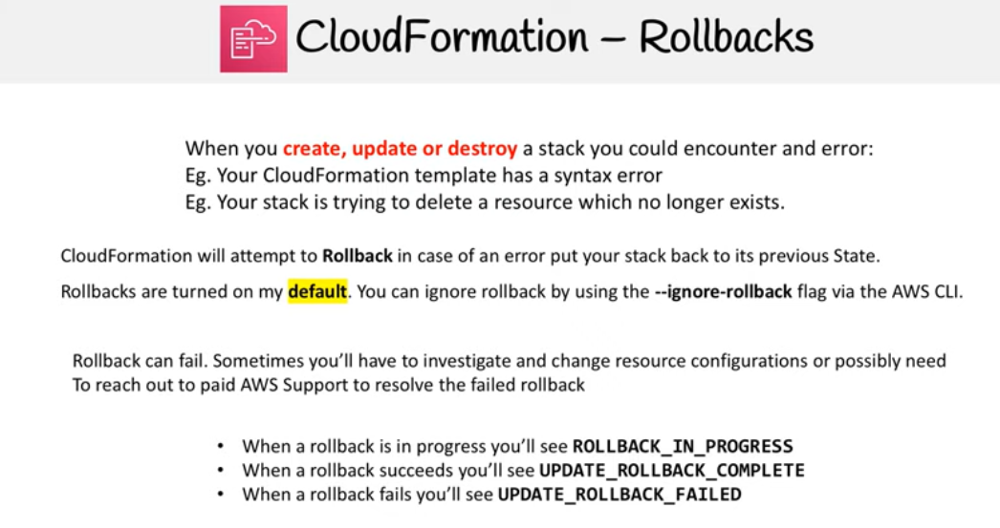 CloudFormation – Rollbacks
When you create, update or destroy a stack you could encounter and error:
Eg. Your CloudFormation template has a syntax error
Eg. Your stack is trying to delete a resource which no longer exists.
CloudFormation will attempt to Rollback in case of an error put your stack back to its previous State.
Rollbacks are turned on my default. You can ignore rollback by using the --ignore-rollback flag via the AWS CLI.
Rollback can fail. Sometimes you’ll have to investigate and change resource configurations or possibly need
To reach out to paid AWS Support to resolve the failed rollback
• When a rollback is in progress you’ll see ROLLBACK_IN_PROGRESS
• When a rollback succeeds you’ll see UPDATE_ROLLBACK_COMPLETE
• When a rollback fails you’ll see UPDATE_ROLLBACK_FAILED